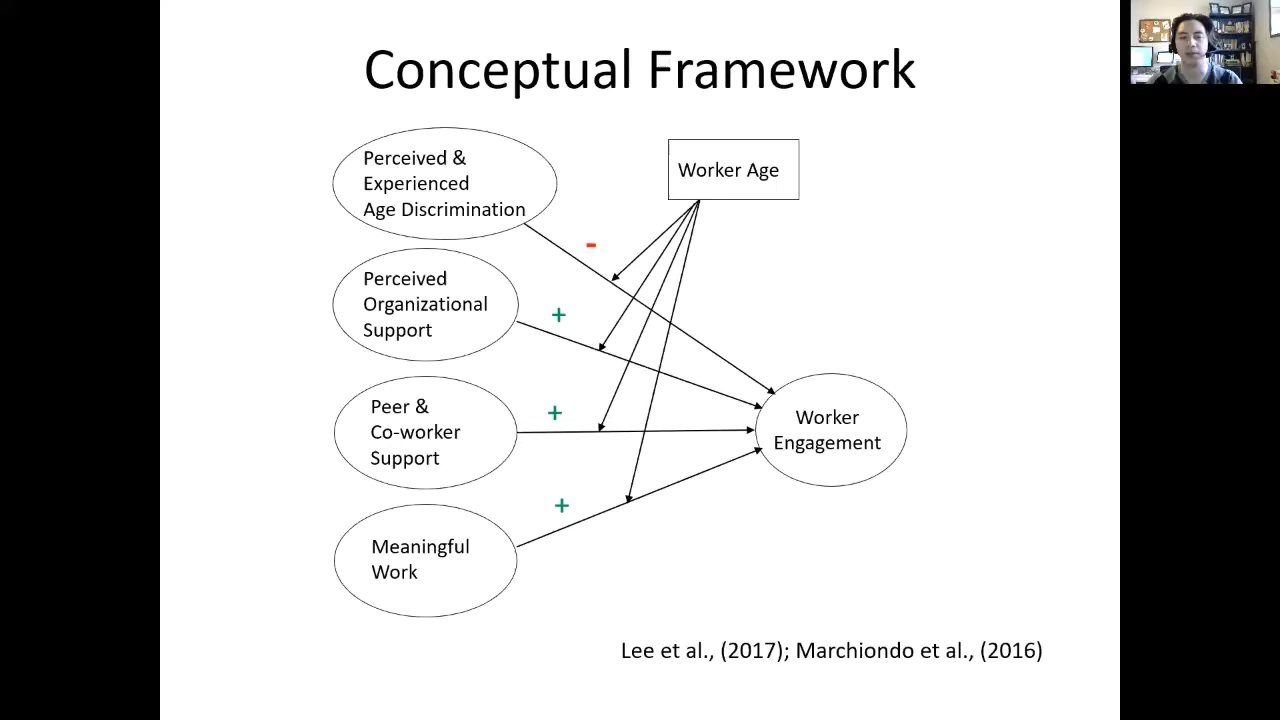 Conceptual Framework
Perceived &
Experienced
Age Discrimination
Worker Age
-
Perceived
Organizational
Support
+
Peer &
Co-worker
Support
+
Worker
Engagement
Meaningful
Work
+
Lee et al., (2017); Marchiondo et al., (2016)